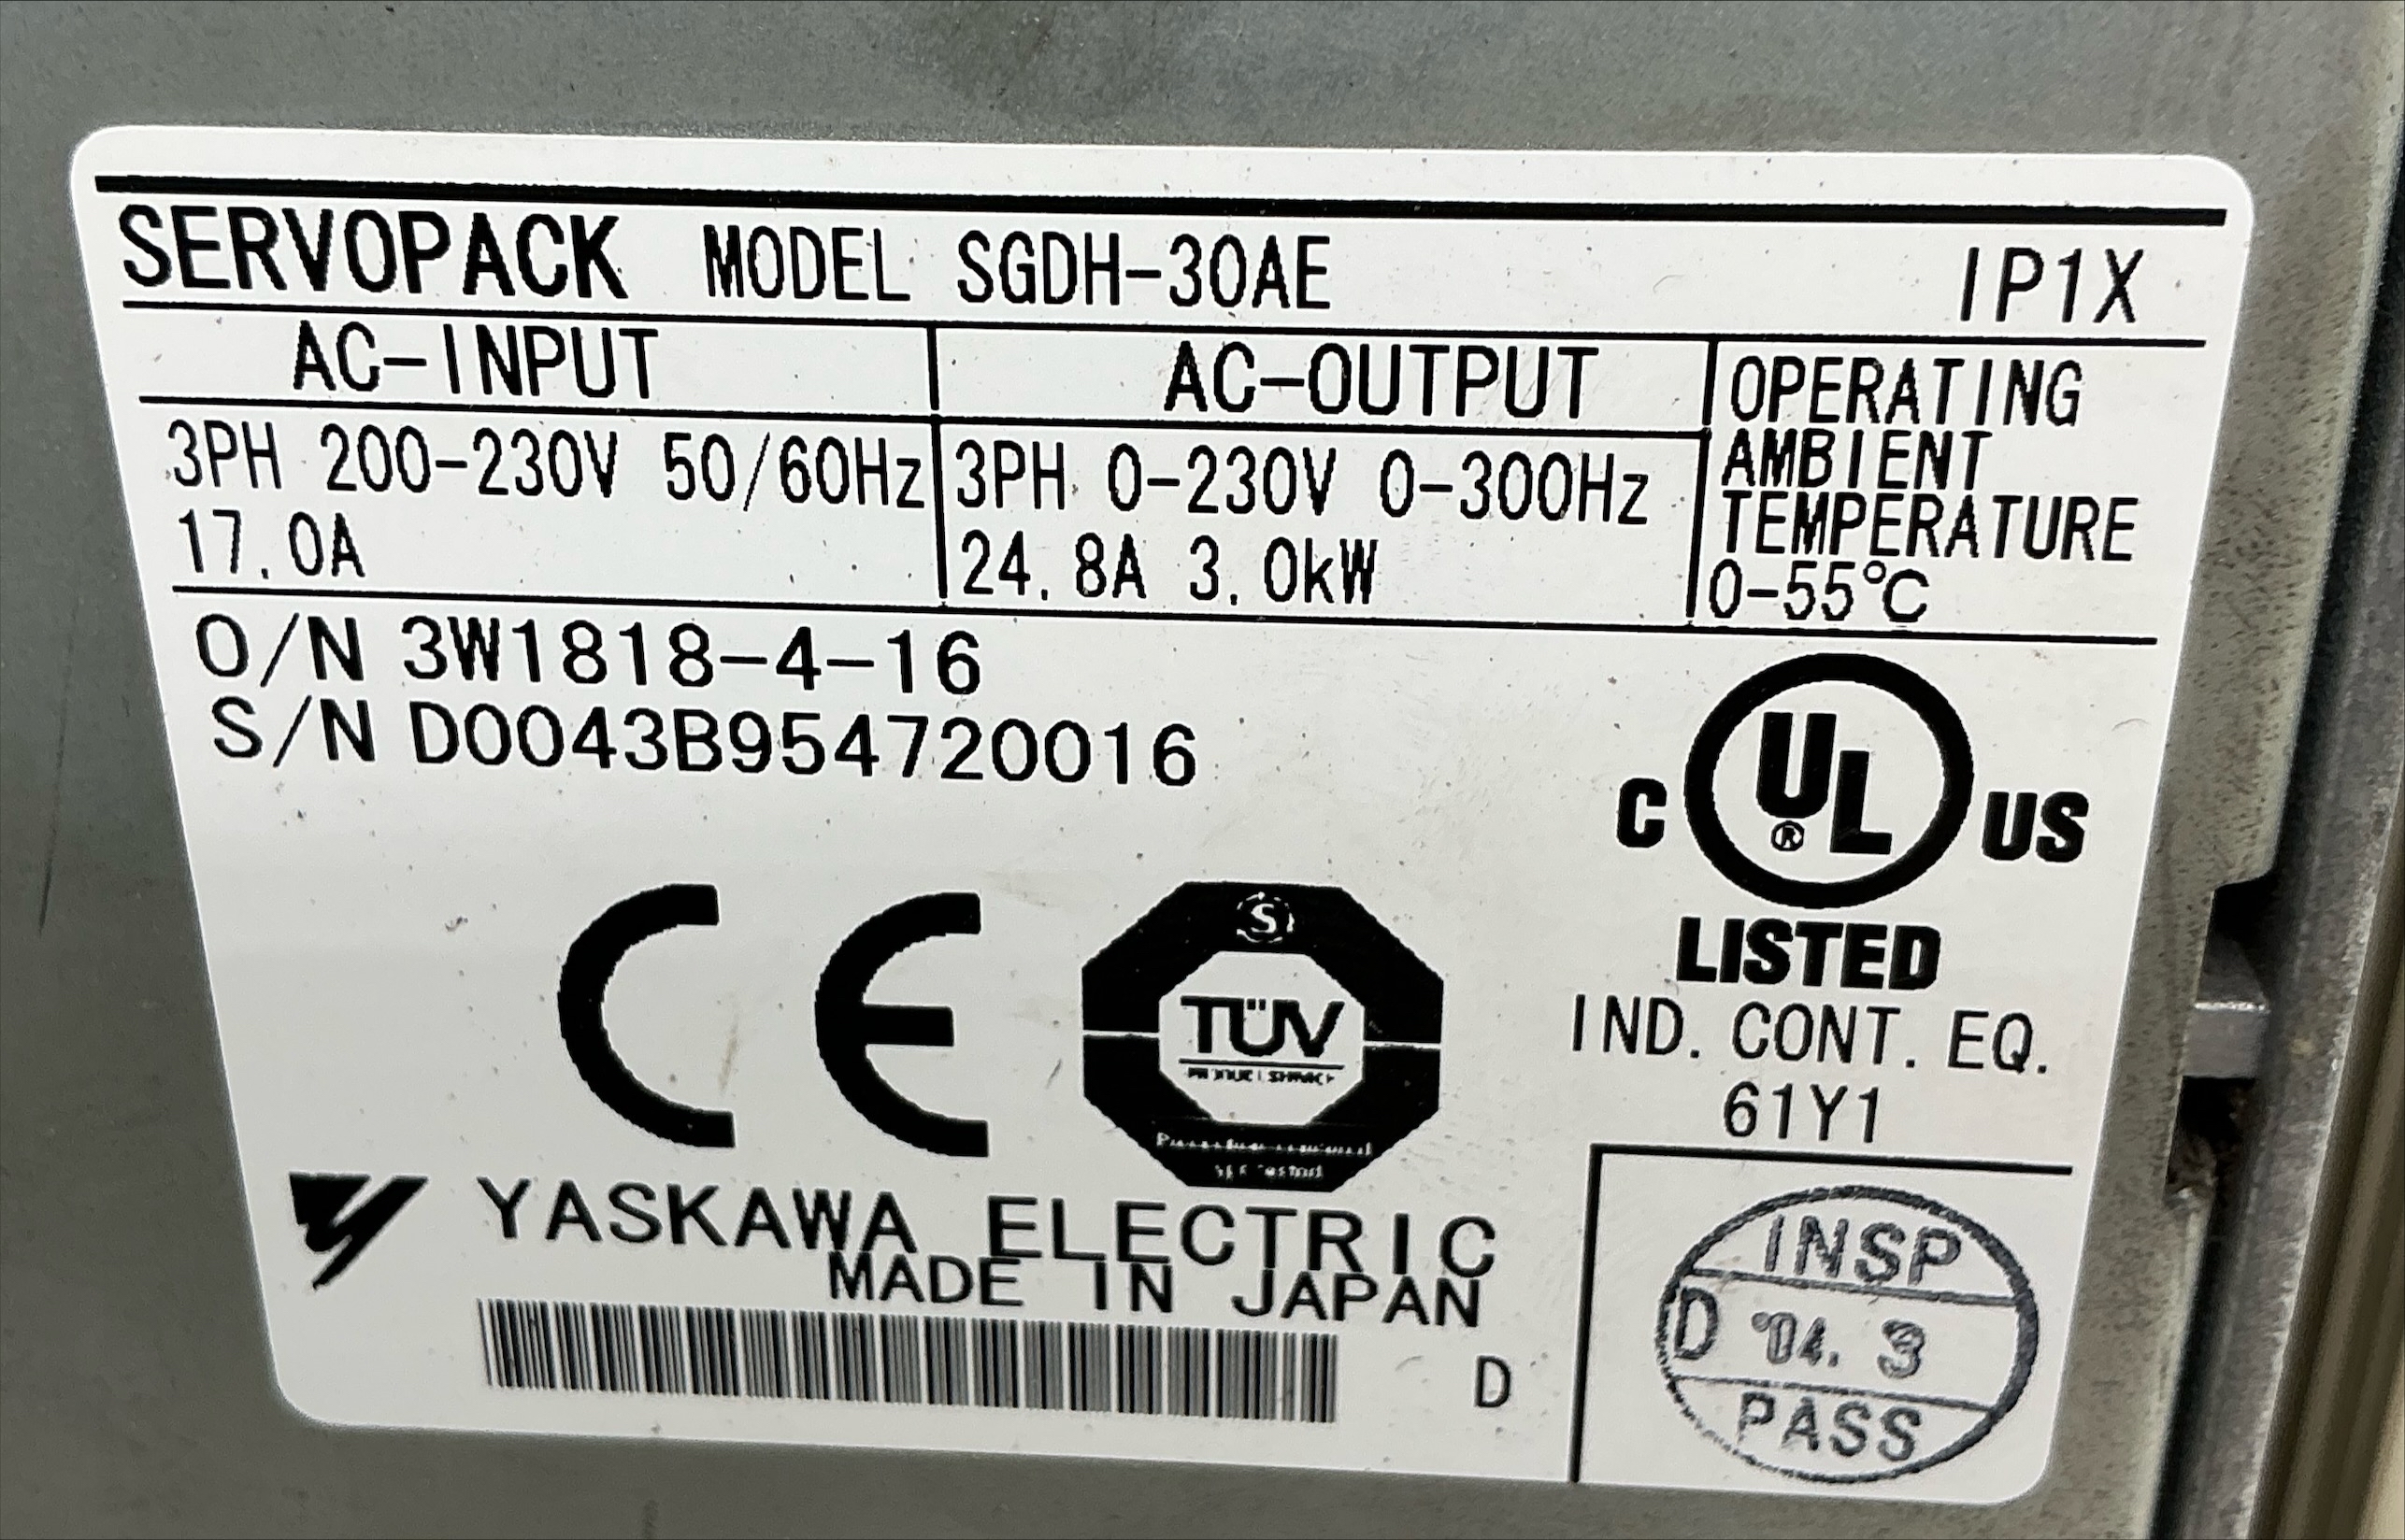 SERVOPACK MODEL SGDH-30AE IP1X
AC-INPUT
3PH 200-230V 50/60Hz
17.0A
AC-OUTPUT
3PH 0-230V 0-300Hz
24.8A 3.0kW
OPERATING
AMBIENT
TEMPERATURE
0-55℃
O/N 3W1818-4-16
S/N D0043B954720016
C UL® US
LISTED
IND. CONT. EQ.
61Y1
CE
S
TÜV
YASKAWA ELECTRIC
MADE IN JAPAN
D
INSP
D '04. 3
PASS